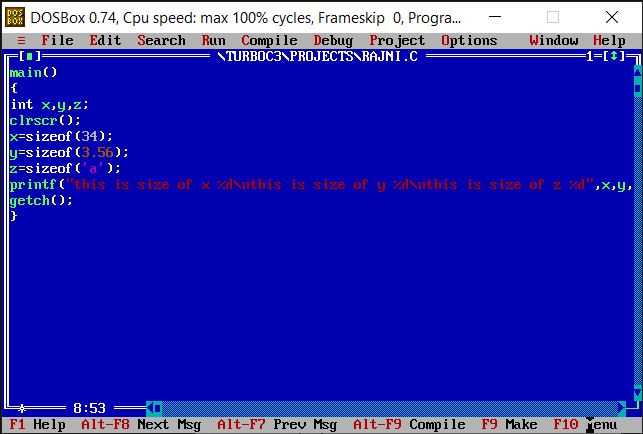 DOS BOX DOSBox 0.74, Cpu speed: max 100% cycles, Frameskip 0, Progra...
≡ File Edit Search Run Compile Debug Project Options Window Help
[■] \TURBOC3\PROJECTS\RAJNI.C 1=[↕]
main()
{
int x,y,z;
clrscr();
x=sizeof(34);
y=sizeof(3.56);
z=sizeof('a');
printf("this is size of x %d\nthis is size of y %d\nthis is size of z %d",x,y,
getch();
}
* 8:53
F1 Help Alt-F8 Next Msg Alt-F7 Prev Msg Alt-F9 Compile F9 Make F10 Menu